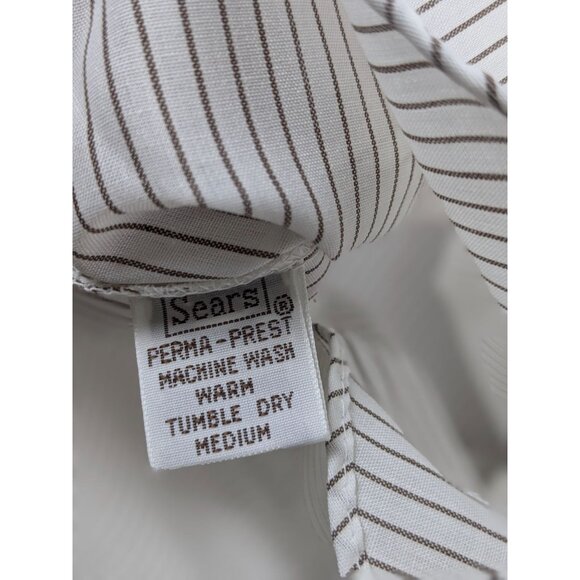 Sears ®
PERMA-PREST
MACHINE WASH
WARM
TUMBLE DRY
MEDIUM